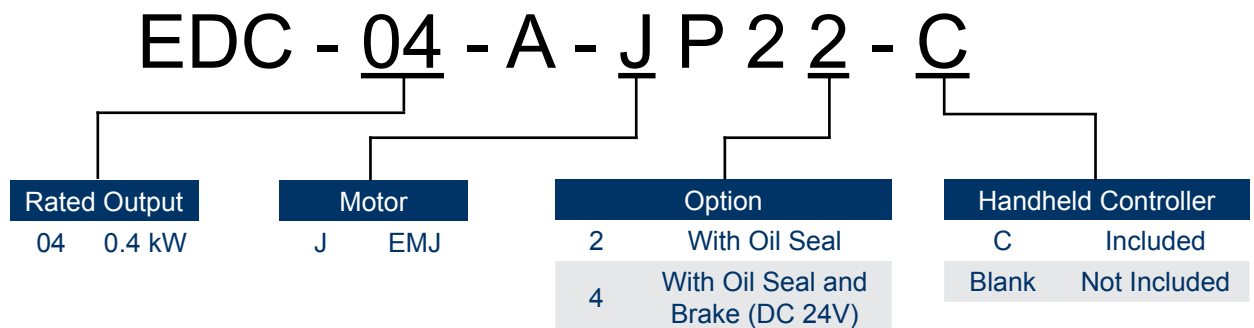 EDC - 04 - A - J P 2 2 - C
Rated Output
04 0.4 kW
Motor
J EMJ
Option
2 With Oil Seal
4 With Oil Seal and
Brake (DC 24V)
Handheld Controller
C Included
Blank Not Included